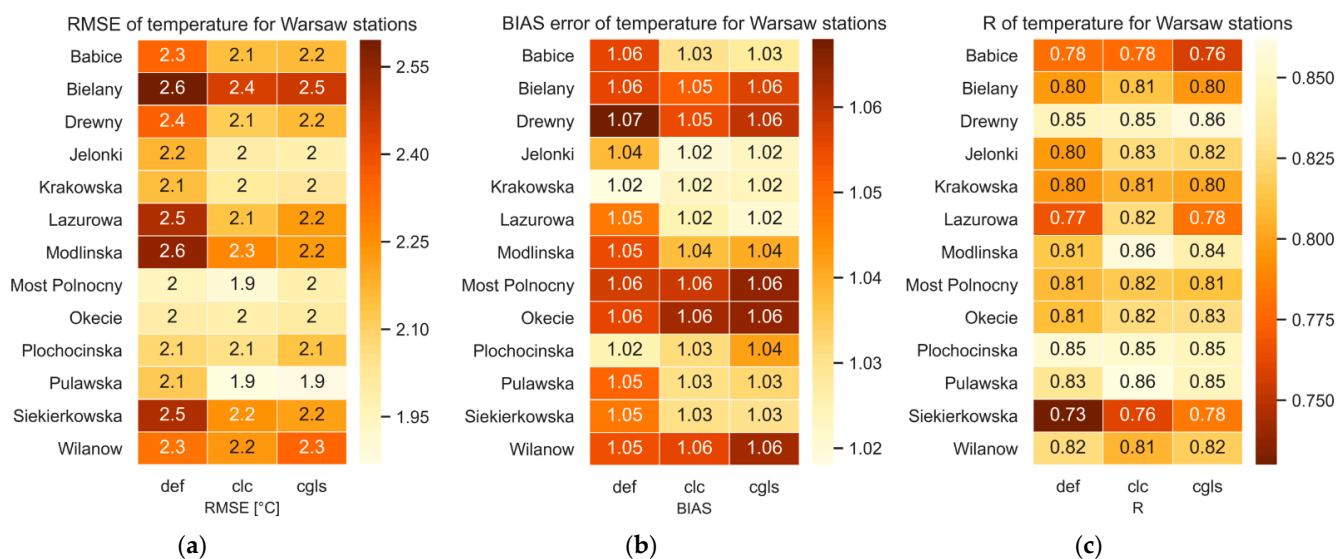 RMSE of temperature for Warsaw stations
Babice 2.3 2.1 2.2
Bielany 2.6 2.4 2.5
Drewny 2.4 2.1 2.2
Jelonki 2.2 2 2
Krakowska 2.1 2 2
Lazurowa 2.5 2.1 2.2
Modlinska 2.6 2.3 2.2
Most Polnocny 2 1.9 2
Okecie 2 2 2
Plochocinska 2.1 2.1 2.1
Pulawska 2.1 1.9 1.9
Siekierkowska 2.5 2.2 2.2
Wilanow 2.3 2.2 2.3
def clc cgls
RMSE [°C]
2.55
2.40
2.25
2.10
1.95
(a)
BIAS error of temperature for Warsaw stations
Babice 1.06 1.03 1.03
Bielany 1.06 1.05 1.06
Drewny 1.07 1.05 1.06
Jelonki 1.04 1.02 1.02
Krakowska 1.02 1.02 1.02
Lazurowa 1.05 1.02 1.02
Modlinska 1.05 1.04 1.04
Most Polnocny 1.06 1.06 1.06
Okecie 1.06 1.06 1.06
Plochocinska 1.02 1.03 1.04
Pulawska 1.05 1.03 1.03
Siekierkowska 1.05 1.03 1.03
Wilanow 1.05 1.06 1.06
def clc cgls
BIAS
1.06
1.05
1.04
1.03
1.02
(b)
R of temperature for Warsaw stations
Babice 0.78 0.78 0.76
Bielany 0.80 0.81 0.80
Drewny 0.85 0.85 0.86
Jelonki 0.80 0.83 0.82
Krakowska 0.80 0.81 0.80
Lazurowa 0.77 0.82 0.78
Modlinska 0.81 0.86 0.84
Most Polnocny 0.81 0.82 0.81
Okecie 0.81 0.82 0.83
Plochocinska 0.85 0.85 0.85
Pulawska 0.83 0.86 0.85
Siekierkowska 0.73 0.76 0.78
Wilanow 0.82 0.81 0.82
def clc cgls
R
0.850
0.825
0.800
0.775
0.750
(c)